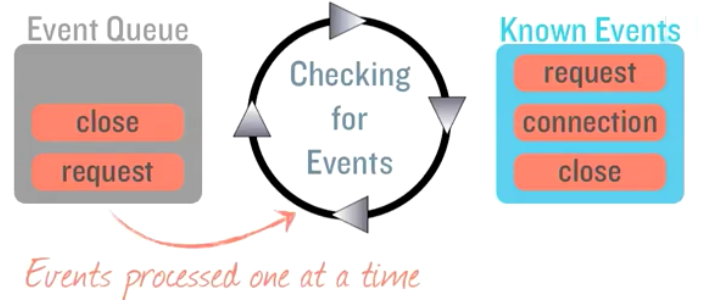 Event Queue
close
request
Checking
for
Events
Known Events
request
connection
close
Events processed one at a time